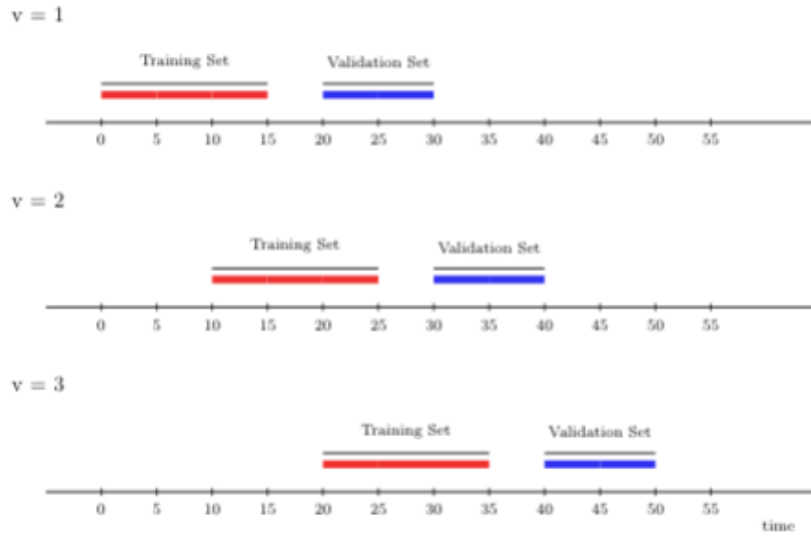 v = 1
Training Set Validation Set
0 5 10 15 20 25 30 35 40 45 50 55
v = 2
Training Set Validation Set
0 5 10 15 20 25 30 35 40 45 50 55
v = 3
Training Set Validation Set
0 5 10 15 20 25 30 35 40 45 50 55
time